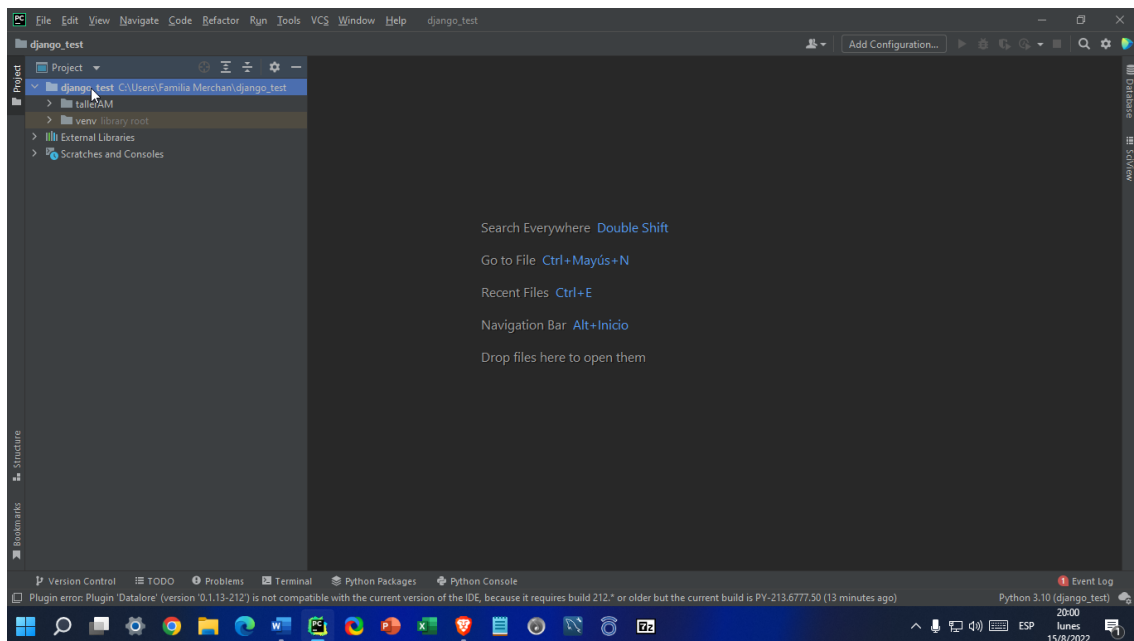 PC File Edit View Navigate Code Refactor Run Tools VCS Window Help django_test
django_test Add Configuration...
Project
django_test C:\Users\Familia Merchan\django_test
tallerAM
venv library root
External Libraries
Scratches and Consoles
Project
Structure
Bookmarks
Database
SciView
Search Everywhere Double Shift
Go to File Ctrl+Mayús+N
Recent Files Ctrl+E
Navigation Bar Alt+Inicio
Drop files here to open them
Version Control TODO Problems Terminal Python Packages Python Console 1 Event Log
Plugin error: Plugin 'Datalore' (version '0.1.13-212') is not compatible with the current version of the IDE, because it requires build 212.* or older but the current build is PY-213.6777.50 (13 minutes ago) Python 3.10 (django_test)
ESP
20:00
lunes
15/8/2022
1
PC
7z